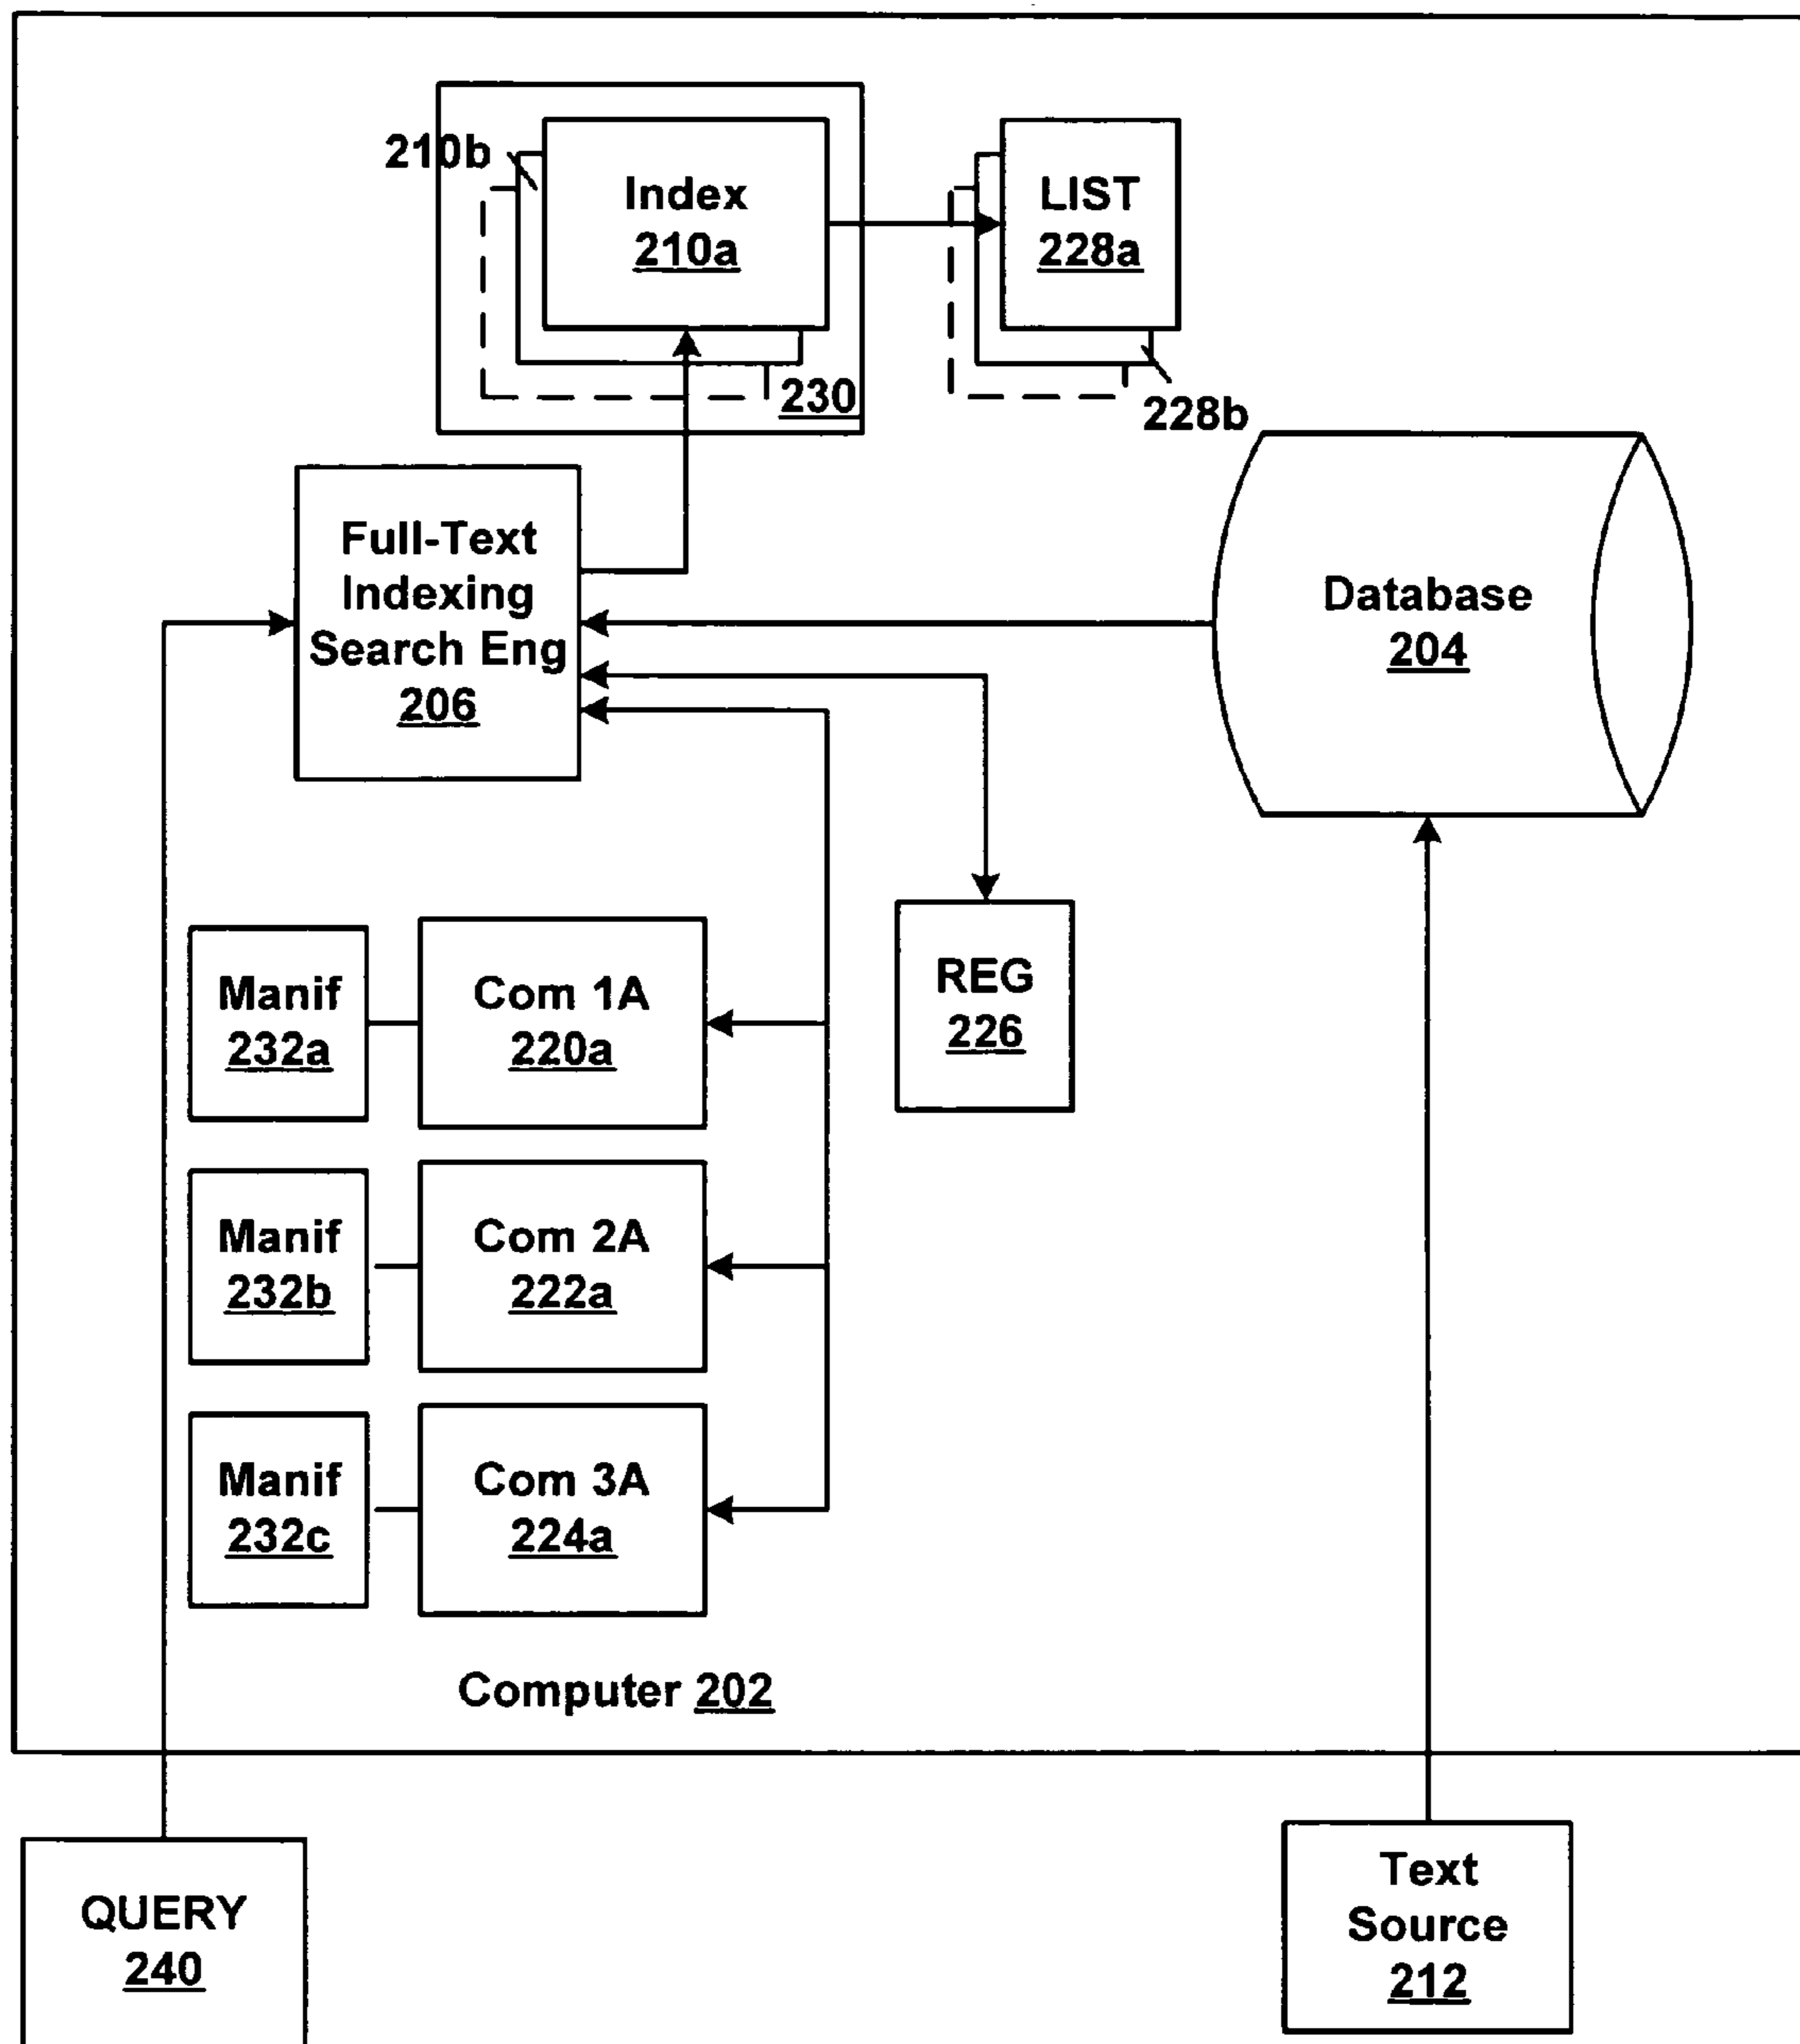 210b
Index
210a
LIST
228a
230
228b
Full-Text
Indexing
Search Eng
206
Database
204
Manif
232a
Com 1A
220a
REG
226
Manif
232b
Com 2A
222a
Manif
232c
Com 3A
224a
Computer 202
QUERY
240
Text
Source
212